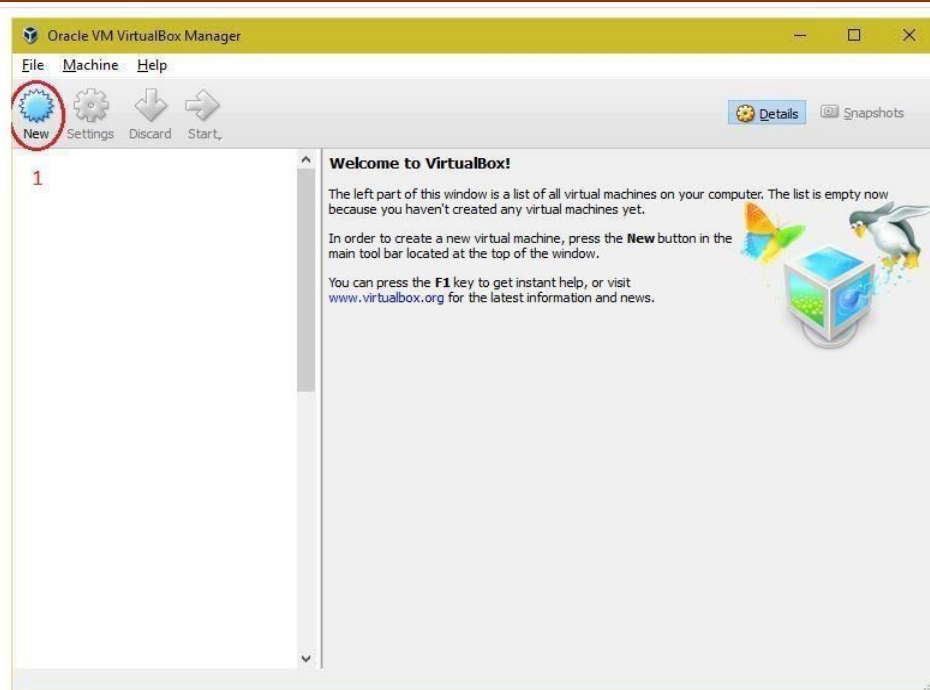 Oracle VM VirtualBox Manager
File Machine Help
New Settings Discard Start
Details Snapshots
1
Welcome to VirtualBox!
The left part of this window is a list of all virtual machines on your computer. The list is empty now
because you haven't created any virtual machines yet.
In order to create a new virtual machine, press the New button in the
main tool bar located at the top of the window.
You can press the F1 key to get instant help, or visit
www.virtualbox.org for the latest information and news.